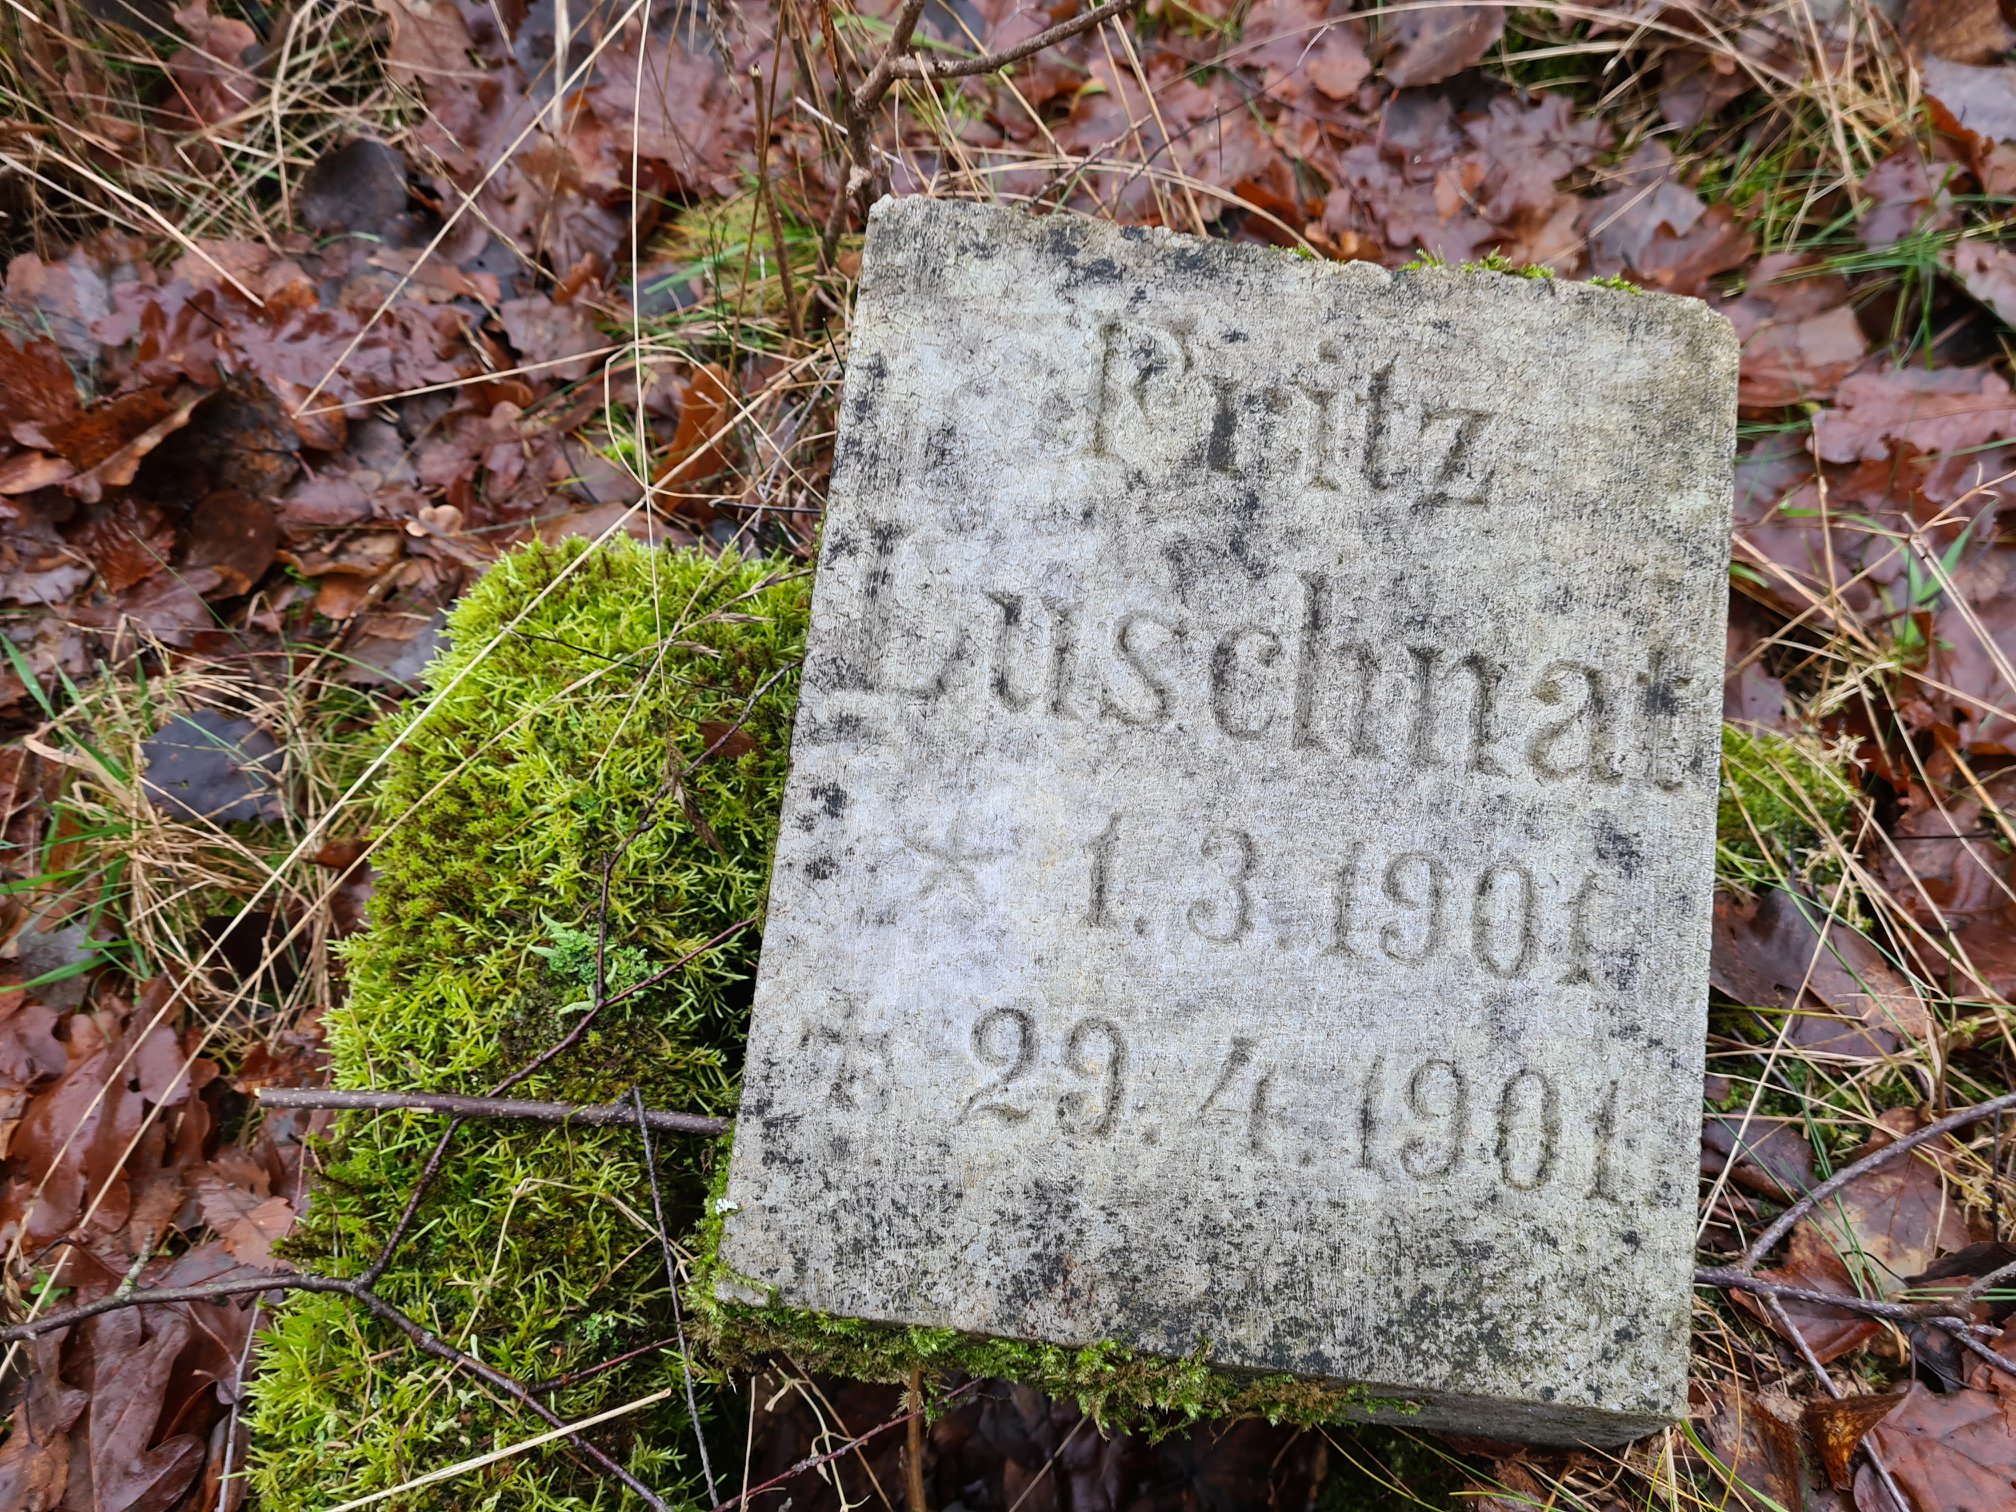 Fritz
Luschnat
* 1.3.1901
† 29.4.1901